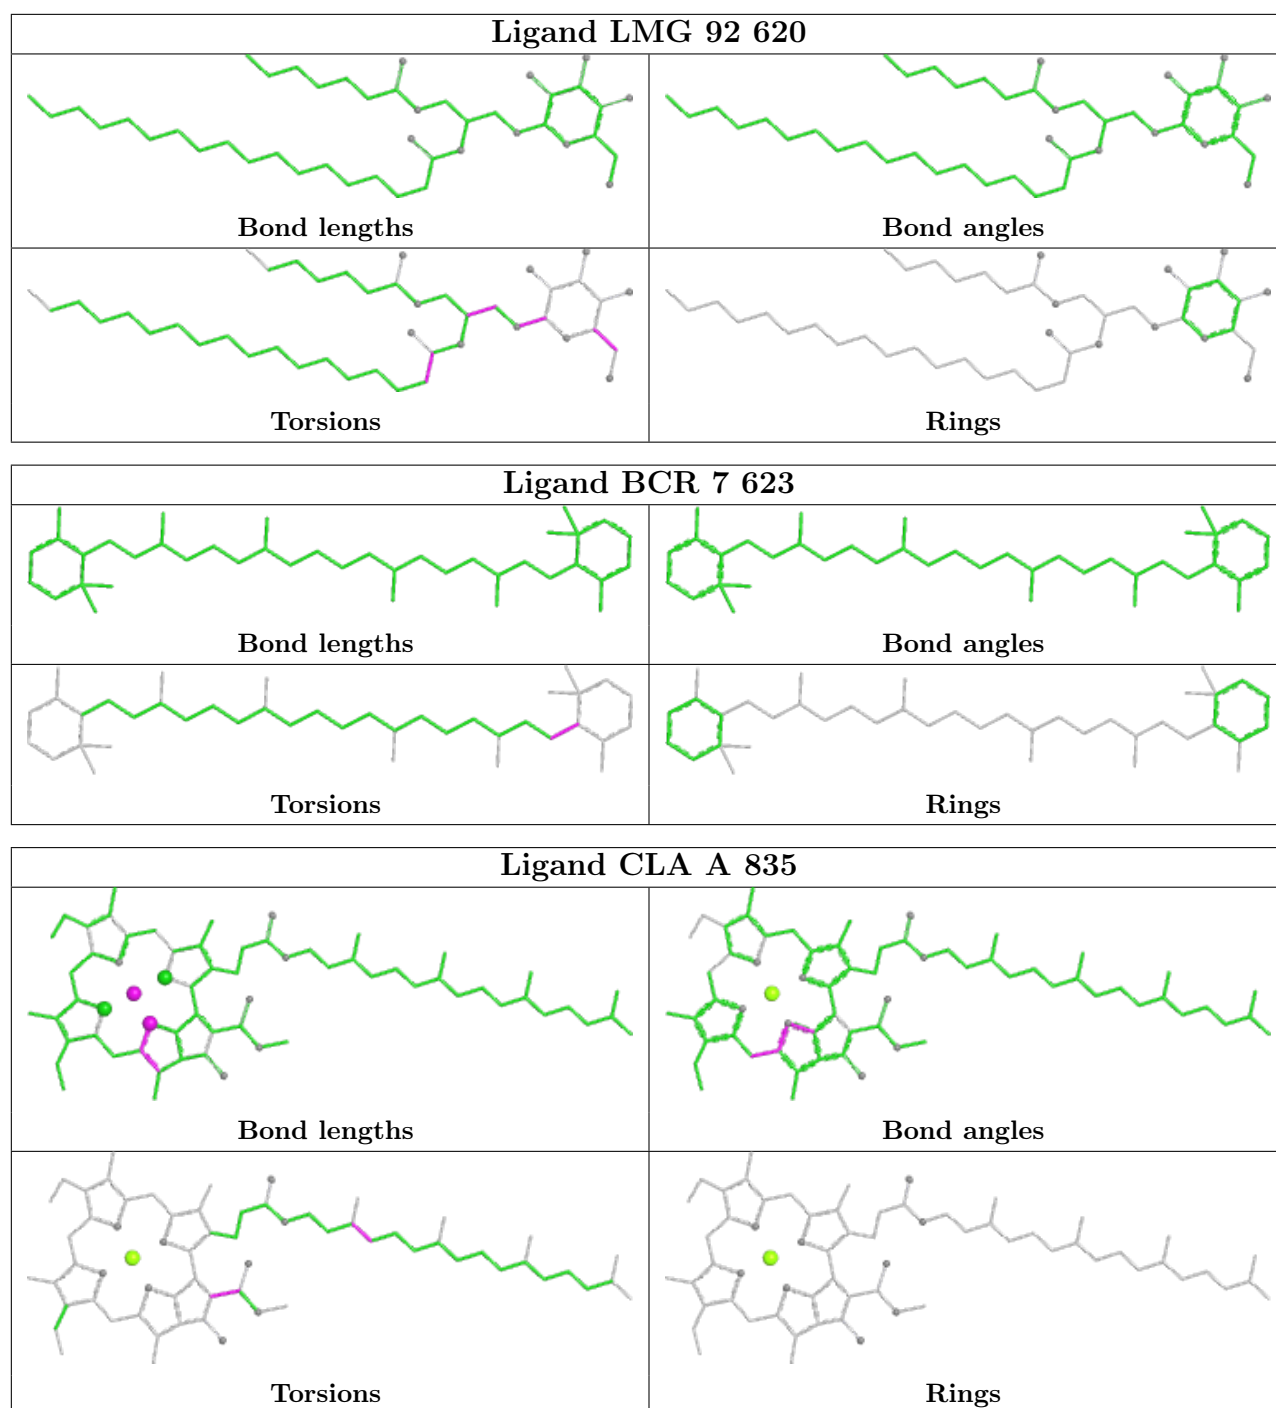 Ligand LMG 92 620
Bond lengths
Bond angles
Torsions
Rings
Ligand BCR 7 623
Bond lengths
Bond angles
Torsions
Rings
Ligand CLA A 835
Bond lengths
Bond angles
Torsions
Rings